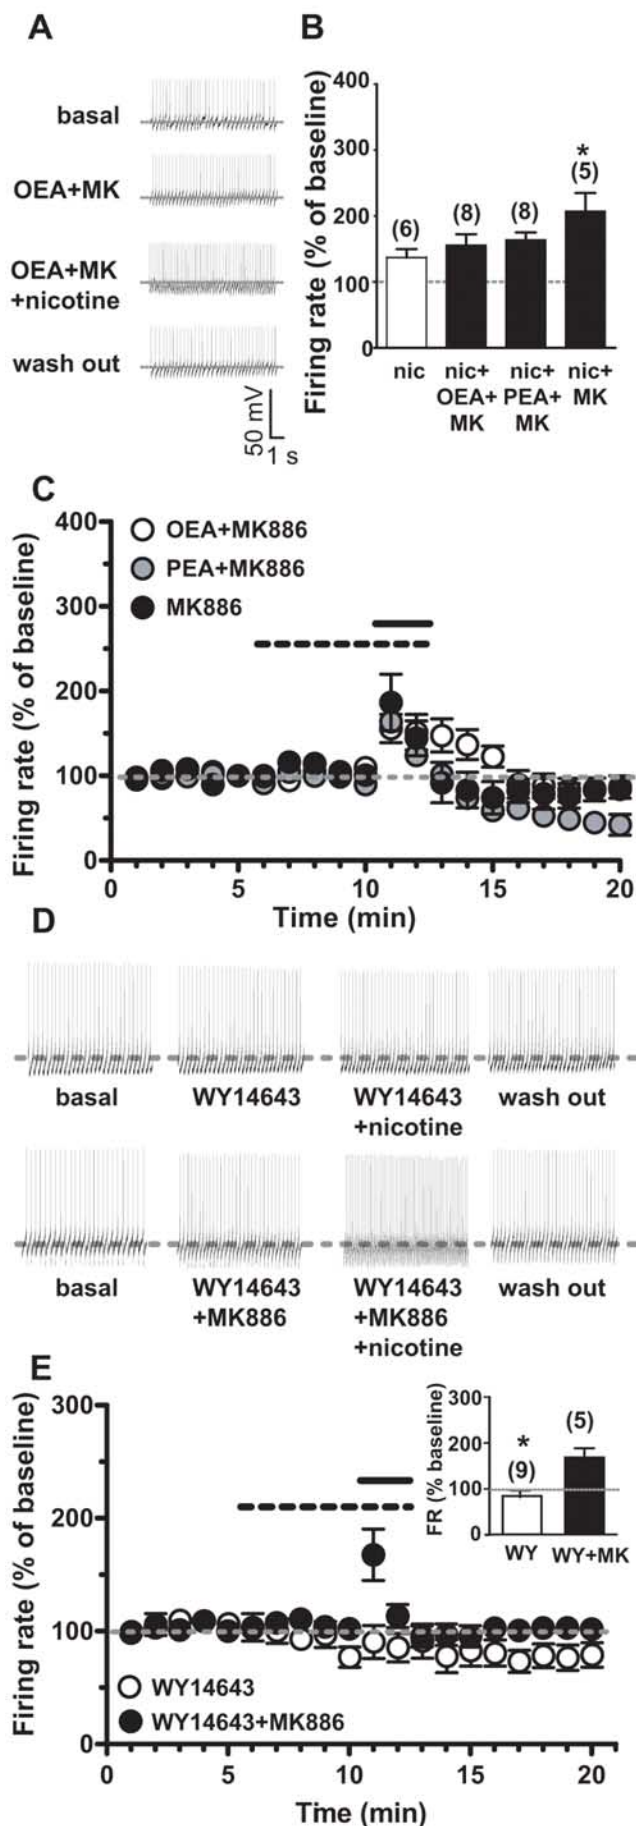 A
basal
OEA+MK
OEA+MK
+nicotine
wash out
50 mV
1 s
B
Firing rate (% of baseline)
400
300
200
100
0
(6)
(8)
(8)
*
(5)
nic
nic+
OEA+
MK
nic+
PEA+
MK
nic+
MK
C
Firing rate (% of baseline)
400
300
200
100
0
OEA+MK886
PEA+MK886
MK886
0
5
10
15
20
Time (min)
D
basal
WY14643
WY14643
+nicotine
wash out
basal
WY14643
+MK886
WY14643
+MK886
+nicotine
wash out
E
Firing rate (% of baseline)
300
200
100
0
WY14643
WY14643+MK886
0
5
10
15
20
Time (min)
FR (% baseline)
300
200
100
0
*
(9)
(5)
WY
WY+MK